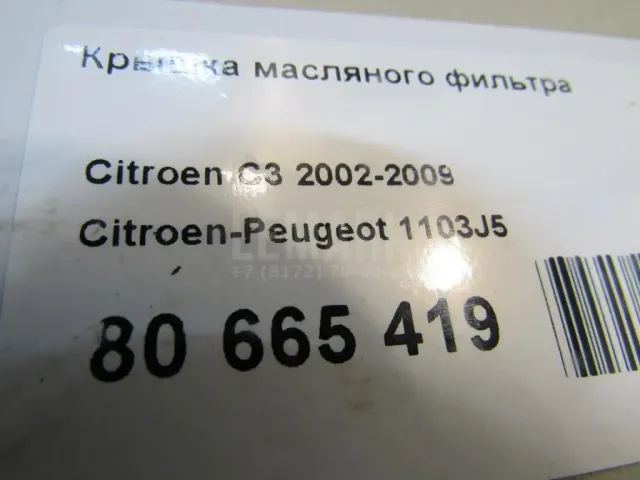 Крышка масляного фильтра
Citroen C3 2002-2009
Citroen-Peugeot 1103J5
80 665 419